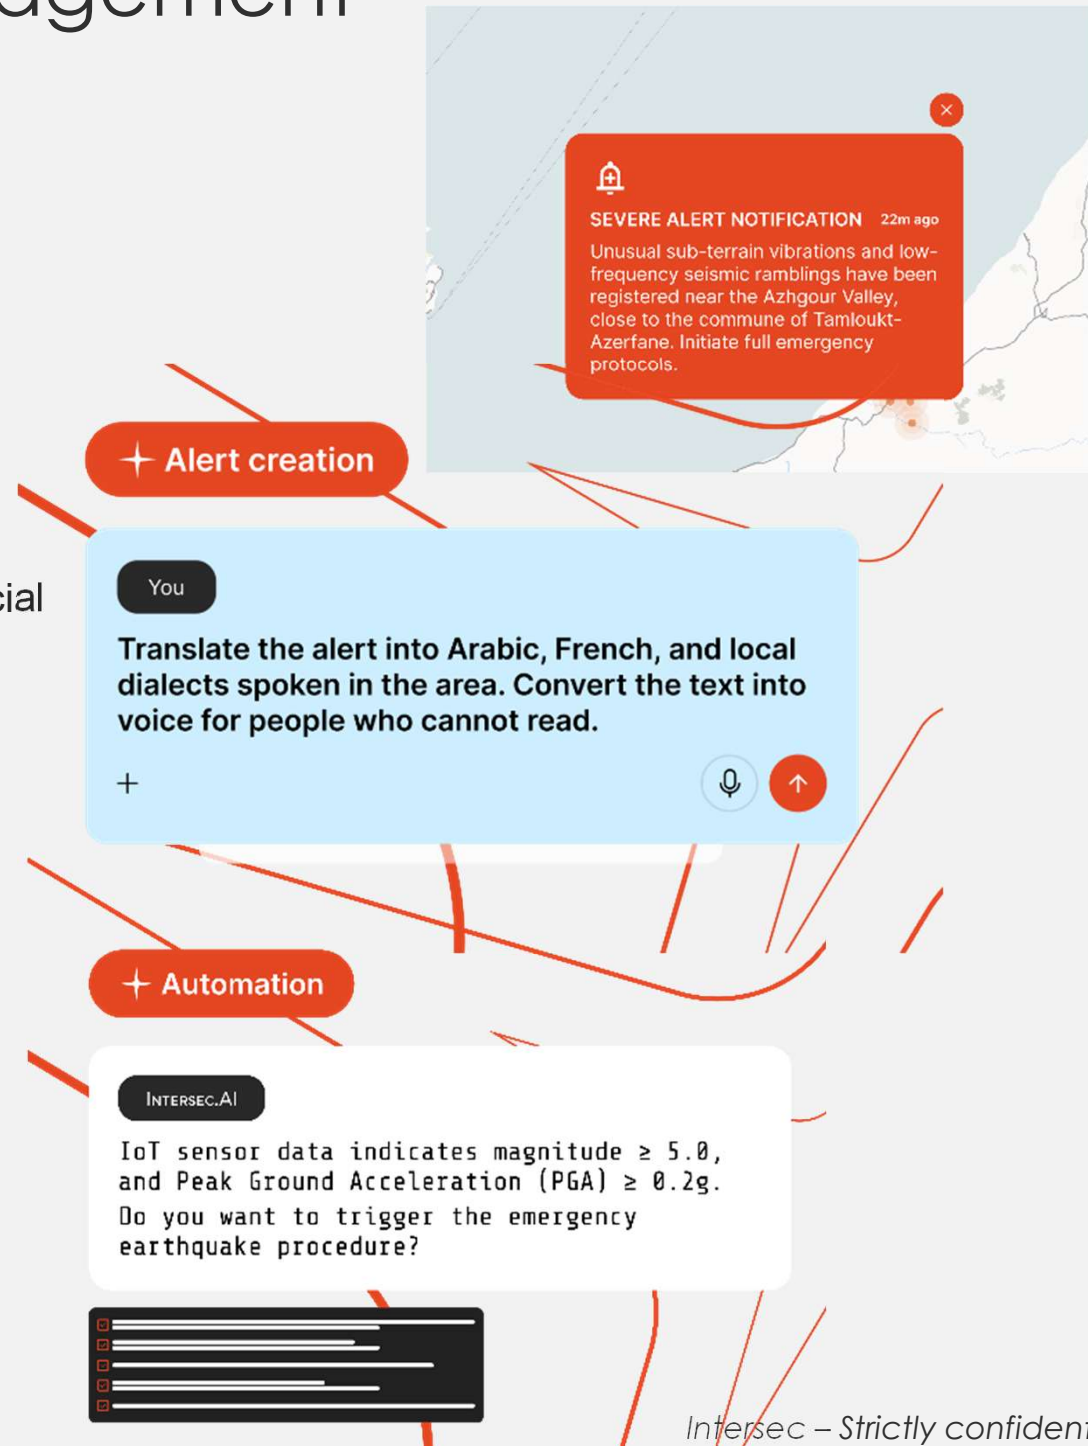 agement
SEVERE ALERT NOTIFICATION 22m ago
Unusual sub-terrain vibrations and low-
frequency seismic ramblings have been
registered near the Azhgour Valley,
close to the commune of Tamloukt-
Azerfane. Initiate full emergency
protocols.
Alert creation
cial
You
Translate the alert into Arabic, French, and local
dialects spoken in the area. Convert the text into
voice for people who cannot read.
Automation
INTERSEC.AI
IoT sensor data indicates magnitude ≥ 5.0,
and Peak Ground Acceleration (PGA) ≥ 0.2g.
Do you want to trigger the emergency
earthquake procedure?
Intersec – Strictly confident